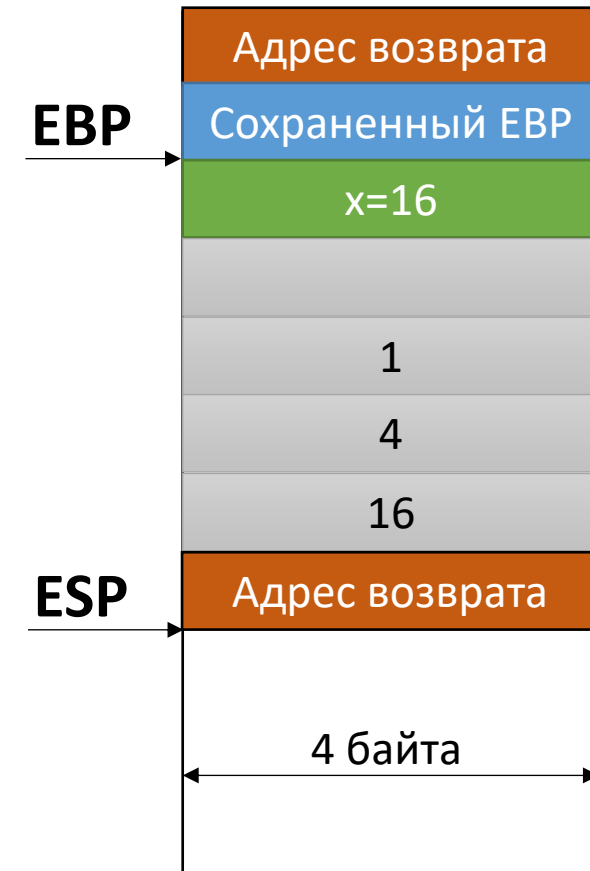 Адрес возврата
EBP
Сохраненный EBP
x=16
1
4
16
ESP
Адрес возврата
4 байта